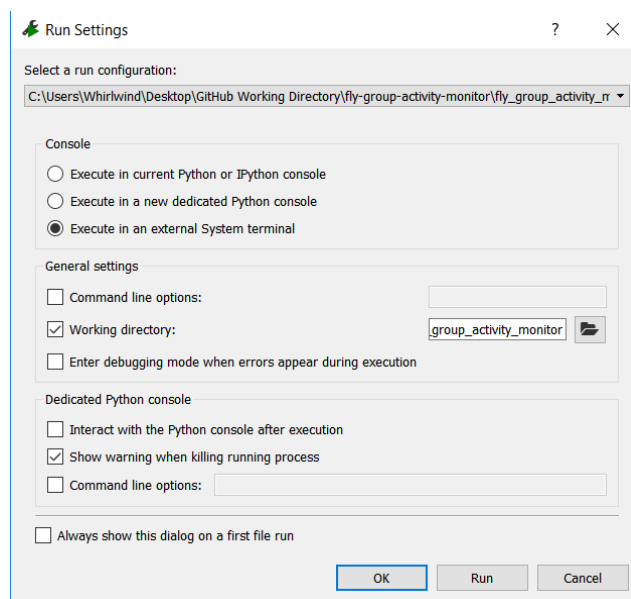 Run Settings
?
Select a run configuration:
C:\Users\Whirlwind\Desktop\GitHub Working Directory\fly-group-activity-monitor\fly_group_activity_m
Console
Execute in current Python or IPython console
Execute in a new dedicated Python console
Execute in an external System terminal
General settings
Command line options:
Working directory: _group_activity_monitor
Enter debugging mode when errors appear during execution
Dedicated Python console
Interact with the Python console after execution
Show warning when killing running process
Command line options:
Always show this dialog on a first file run
OK Run Cancel